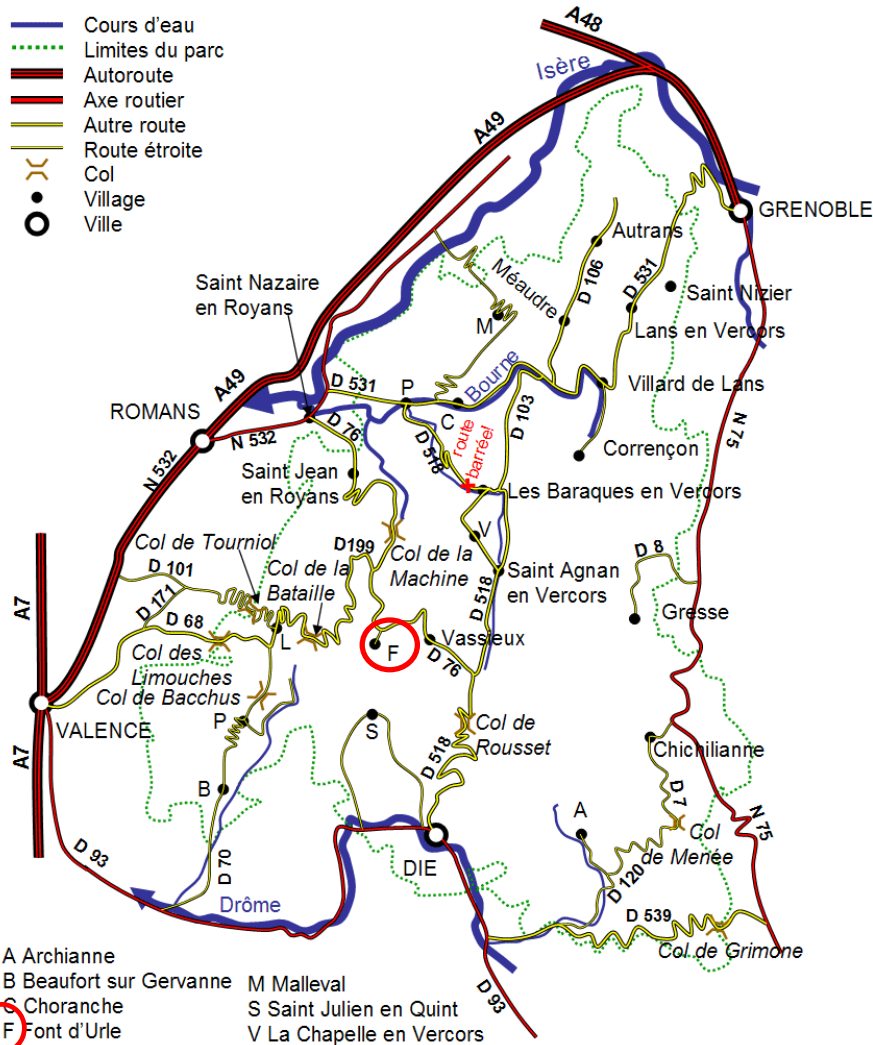 Cours d'eau
Limites du parc
Autoroute
Axe routier
Autre route
Route étroite
Col
Village
Ville
A48
Isère
A49
GRENOBLE
Autrans
Méaudre
D 106
D 531
Saint Nizier
Lans en Vercors
Saint Nazaire
en Royans
M
Villard de Lans
A49
D 531
P
Bourne
C
D 103
N 75
ROMANS
N 532
D 76
D 518
route
barrée!
Corrençon
N 532
Saint Jean
en Royans
Les Baraques en Vercors
V
Col de Tourniol
D199
Col de la
Machine
Col de la
Bataille
D 101
D 171
D 518
Saint Agnan
en Vercors
D 8
Gresse
A7
D 68
L
F
Vassieux
D 76
Col des
Limouches
Col de Bacchus
VALENCE
P
S
Col de
Rousset
Chichilianne
A7
B
D 518
D 7
A
Col
de Menée
N 75
D 93
D 70
DIE
D 120
Drôme
D 539
Col de Grimone
D 93
A Archianne
B Beaufort sur Gervanne
C Choranche
F Font d'Urle
M Malleval
S Saint Julien en Quint
V La Chapelle en Vercors